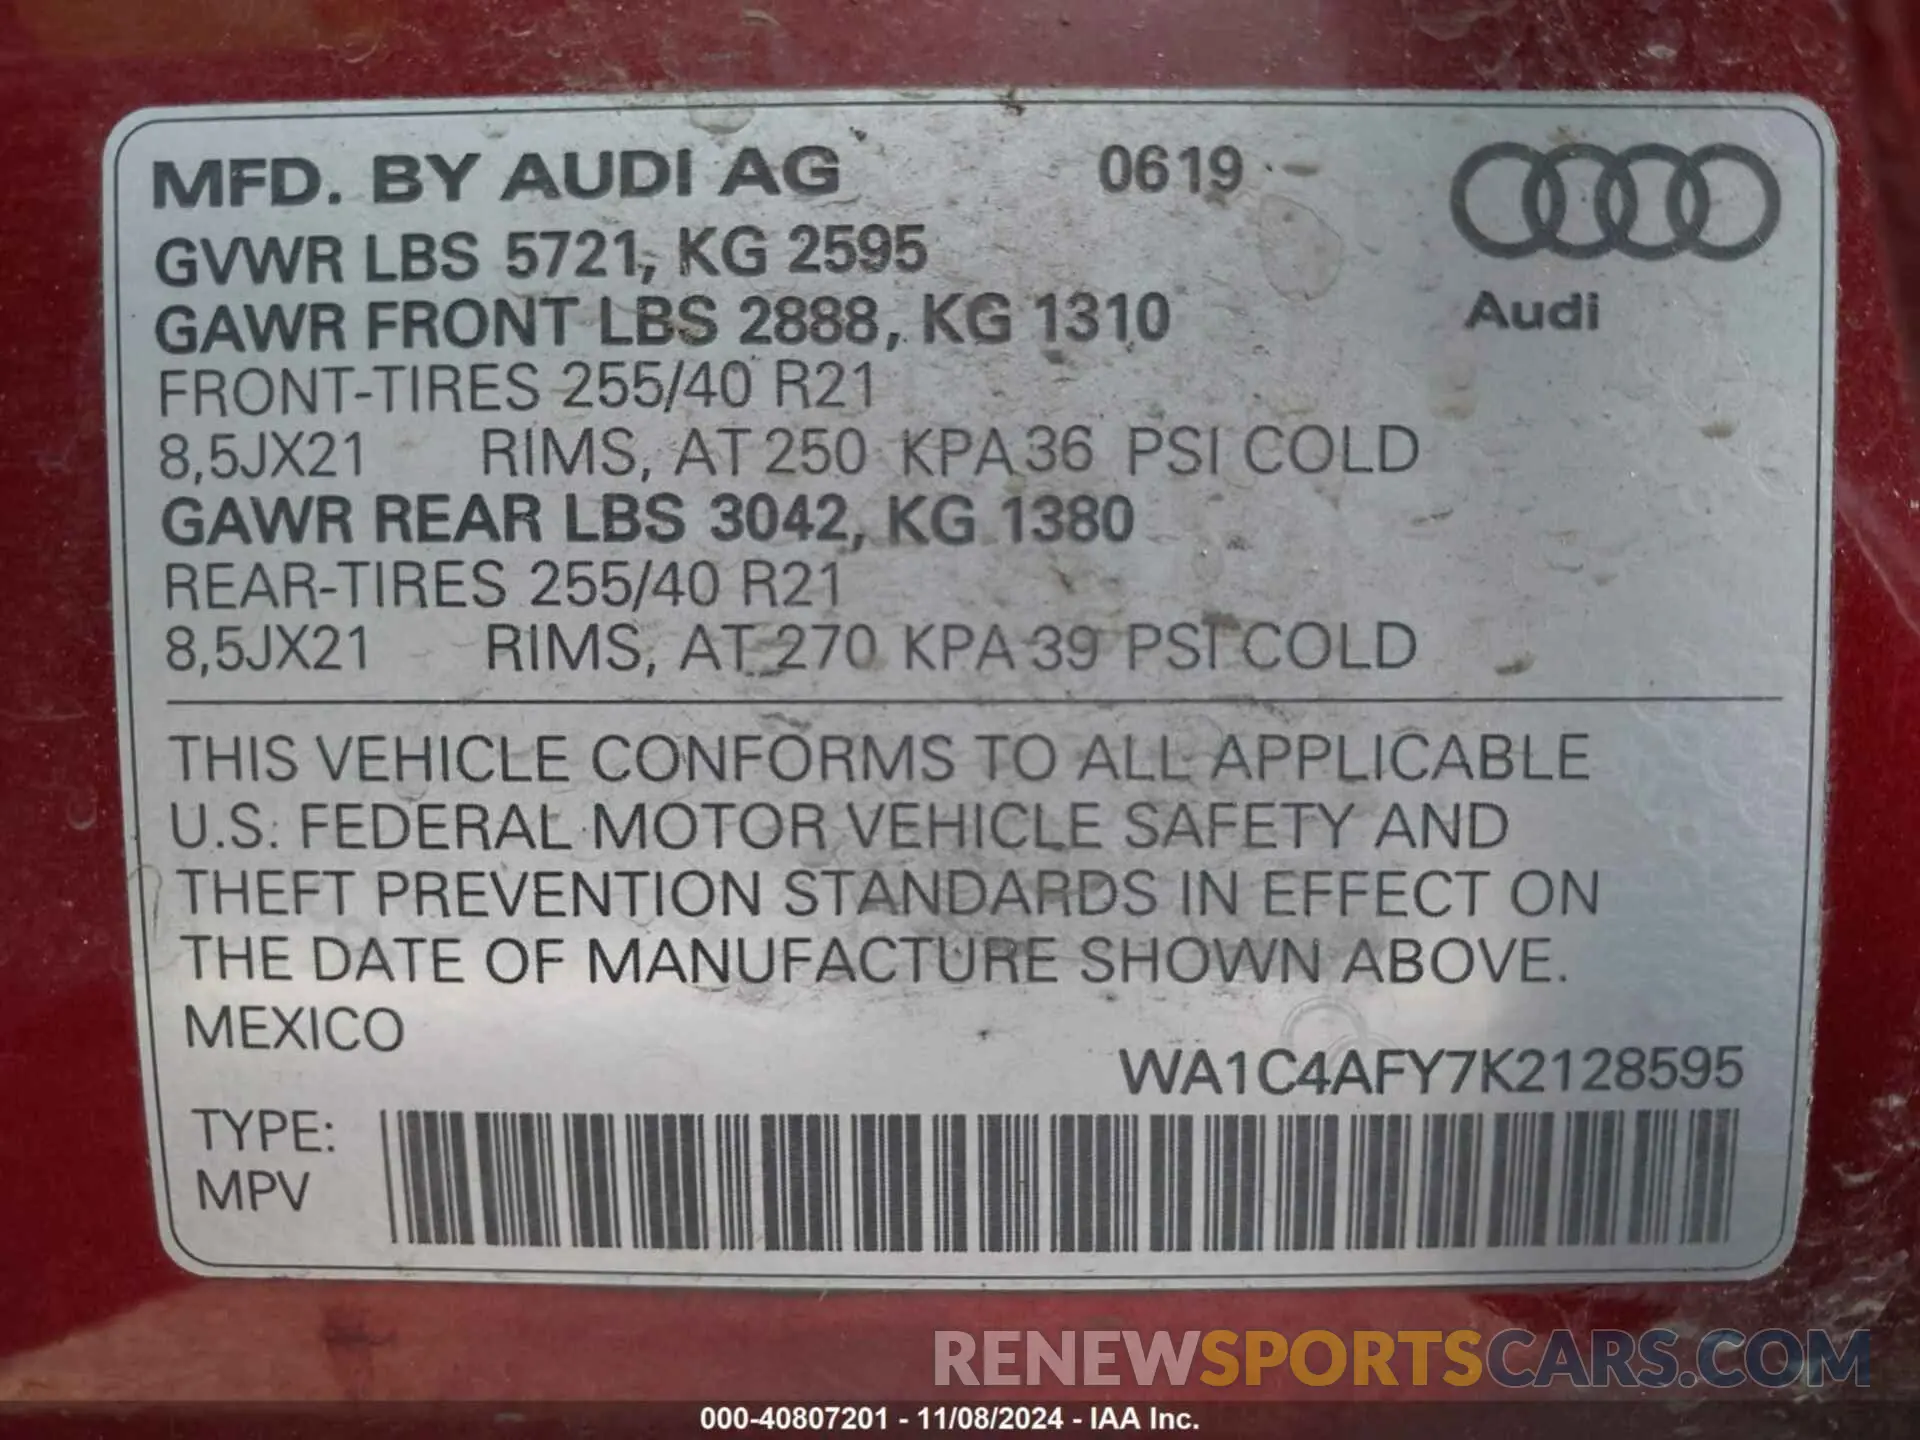 MFD. BY AUDI AG 0619
GVWR LBS 5721, KG 2595
GAWR FRONT LBS 2888, KG 1310
Audi
FRONT-TIRES 255/40 R21
8,5JX21 RIMS, AT 250 KPA 36 PSI COLD
GAWR REAR LBS 3042, KG 1380
REAR-TIRES 255/40 R21
8,5JX21 RIMS, AT 270 KPA 39 PSI COLD
THIS VEHICLE CONFORMS TO ALL APPLICABLE
U.S. FEDERAL MOTOR VEHICLE SAFETY AND
THEFT PREVENTION STANDARDS IN EFFECT ON
THE DATE OF MANUFACTURE SHOWN ABOVE.
MEXICO
WA1C4AFY7K2128595
TYPE:
MPV
RENEWSPORTSCARS.COM
000-40807201 - 11/08/2024 - IAA Inc.